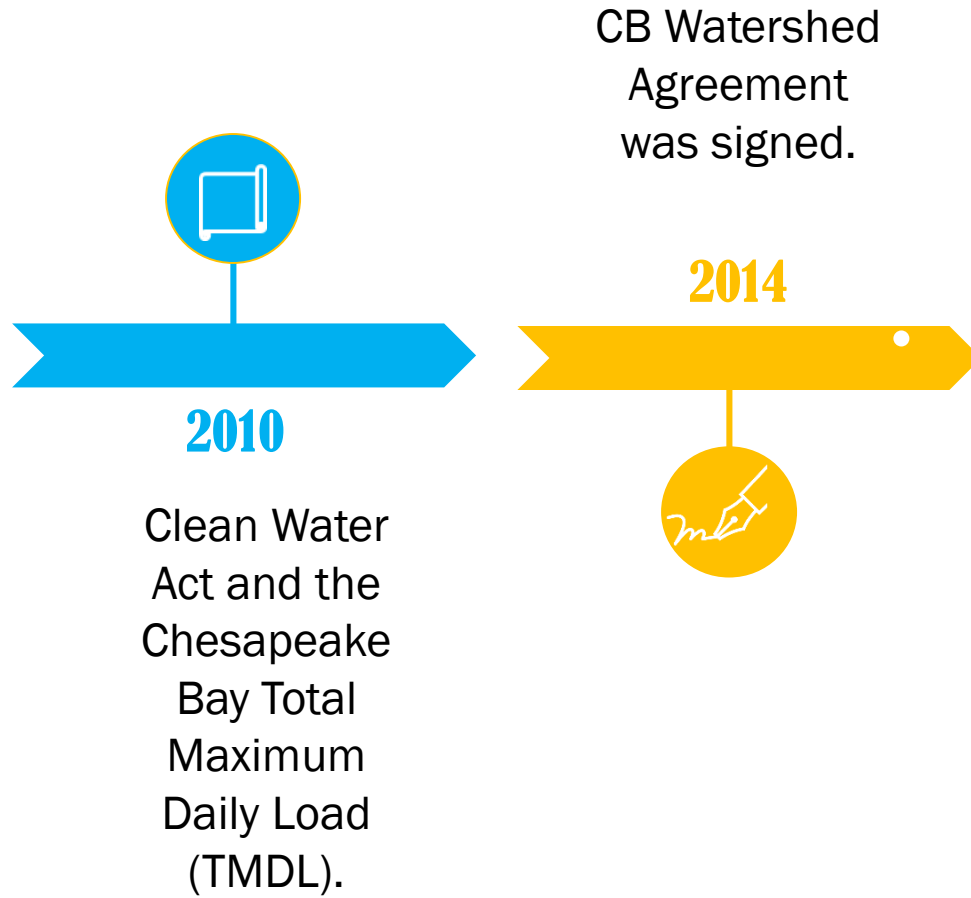 CB Watershed
Agreement
was signed.
2014
2010
Clean Water
Act and the
Chesapeake
Bay Total
Maximum
Daily Load
(TMDL).